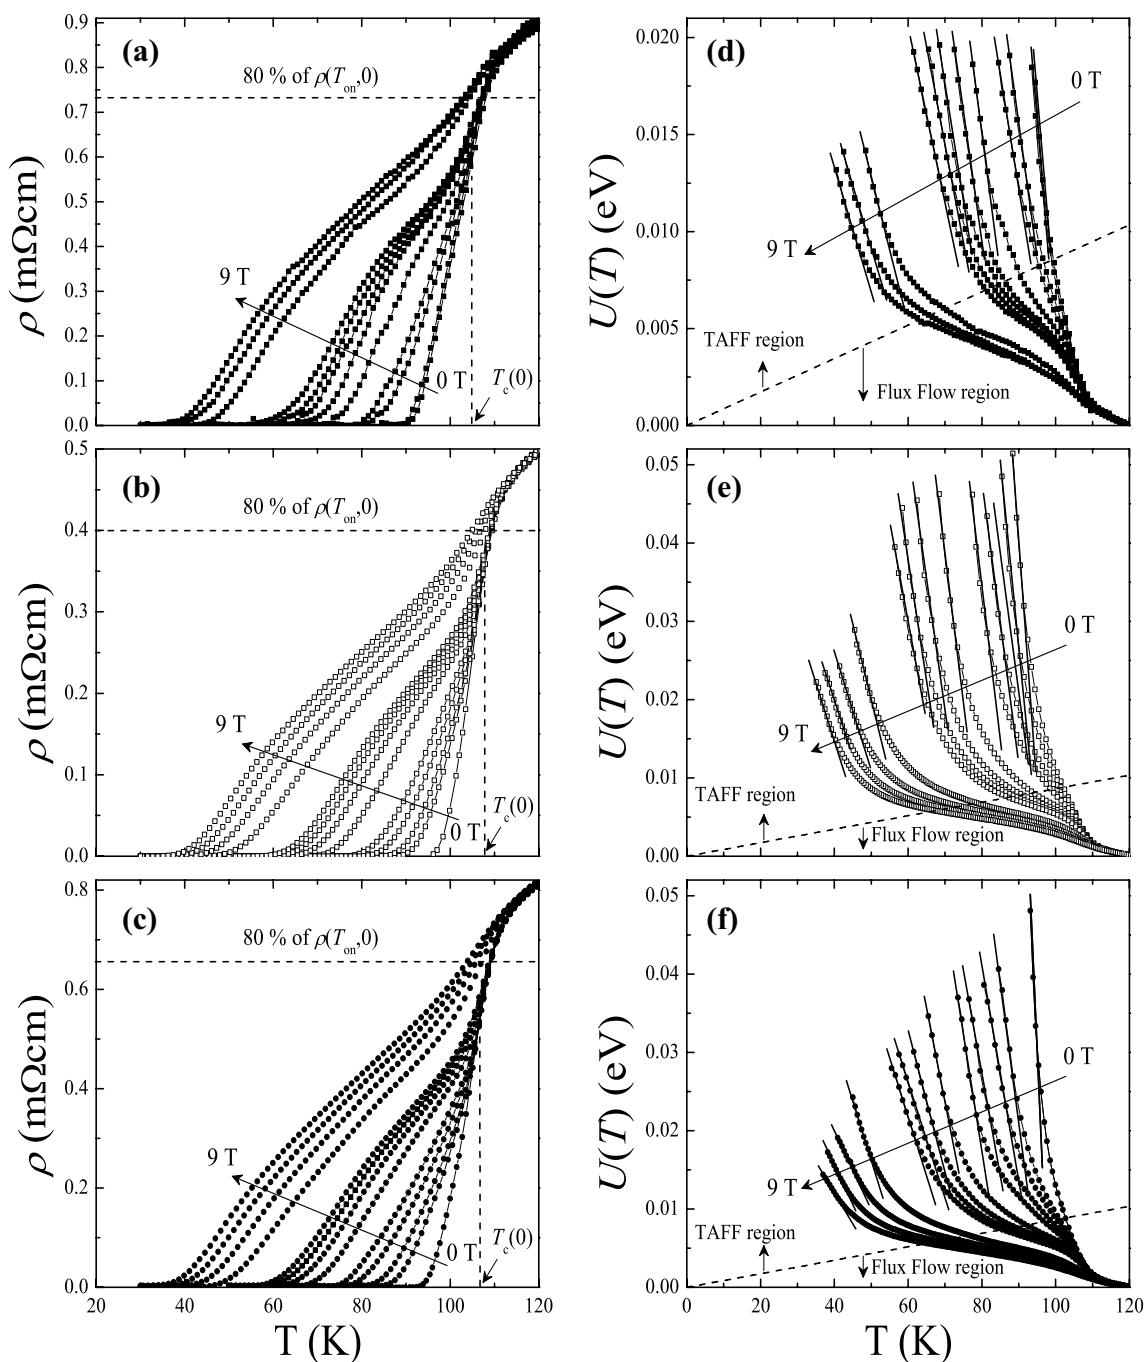 (a)
80 % of ρ(Ton,0)
9 T
0 T
Tc(0)
ρ (mΩcm)
0.9
0.8
0.7
0.6
0.5
0.4
0.3
0.2
0.1
0.0
(d)
0 T
9 T
TAFF region
Flux Flow region
U(T) (eV)
0.020
0.015
0.010
0.005
0.000
(b)
80 % of ρ(Ton,0)
9 T
0 T
Tc(0)
ρ (mΩcm)
0.5
0.4
0.3
0.2
0.1
0.0
(e)
0 T
9 T
TAFF region
Flux Flow region
U(T) (eV)
0.05
0.04
0.03
0.02
0.01
0.00
(c)
80 % of ρ(Ton,0)
9 T
0 T
Tc(0)
ρ (mΩcm)
0.8
0.6
0.4
0.2
0.0
20 40 60 80 100 120
T (K)
(f)
0 T
9 T
TAFF region
Flux Flow region
U(T) (eV)
0.05
0.04
0.03
0.02
0.01
0.00
0 20 40 60 80 100 120
T (K)